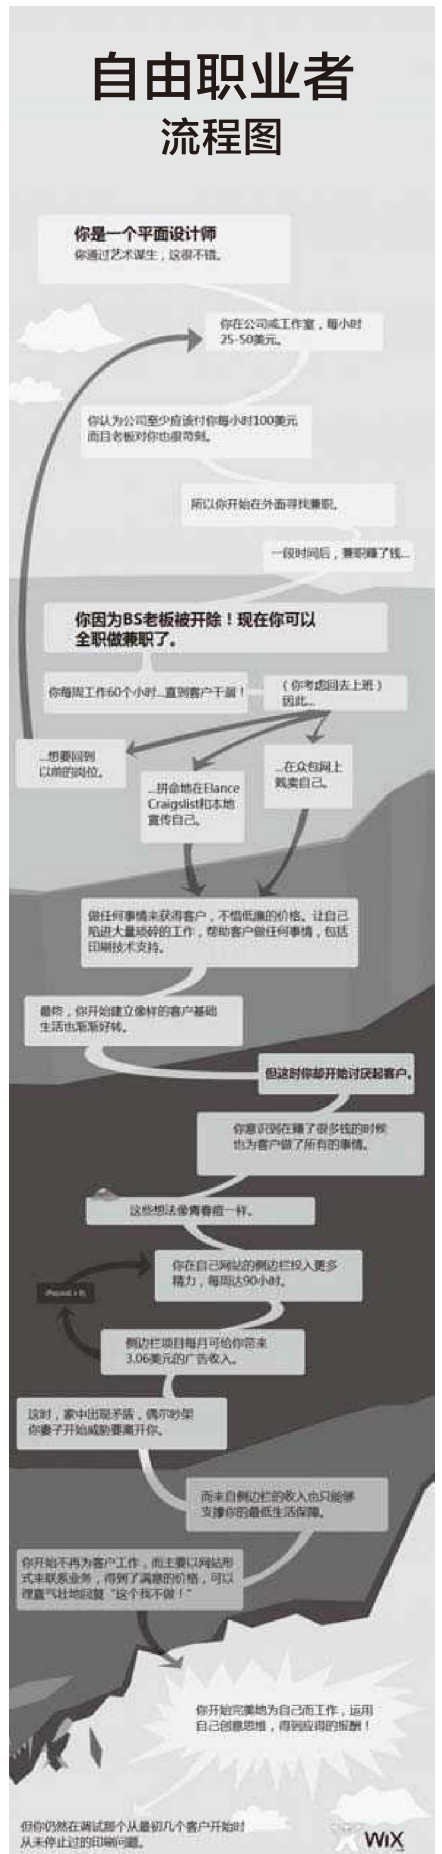 自由职业者
流程图
你是一个平面设计师
你通过艺术谋生，这很不错。
你在公司或工作室，每小时
25-50美元。
你认为公司至少应该付你每小时100美元
而且老板对你也很苛刻。
所以你开始在外面寻找兼职。
一段时间后，兼职赚了钱...
你因为BS老板被开除！现在你可以
全职做兼职了。
你每周工作60个小时...直到客户干涸！
（你考虑回去上班）
因此...
...想要回到
以前的岗位。
...拼命地在Elance
Craigslist和本地
宣传自己。
...在众包网上
贱卖自己。
做任何事情来获得客户，不惜低廉的价格。让自己
陷进大量琐碎的工作，帮助客户做任何事情，包括
印刷技术支持。
最终，你开始建立像样的客户基础
生活也渐渐好转。
但这时你却开始讨厌起客户。
你意识到在赚了很多钱的时候
也为客户做了所有的事情。
这些想法像青春痘一样。
你在自己网站的侧边栏投入更多
精力，每周达90小时。
侧边栏项目每月可给你带来
3.06美元的广告收入。
这时，家中出现矛盾，偶尔吵架
你妻子开始威胁要离开你。
而来自侧边栏的收入也只能够
支撑你的最低生活保障。
你开始不再为客户工作，而主要以网站形
式来联系业务，得到了满意的价格，可以
理直气壮地回复“这个我不做！”
你开始完美地为自己而工作，运用
自己创意思维，得到应得的报酬！
但你仍然在调试那个从最初几个客户开始时
从未停止过的印刷问题。
WiX